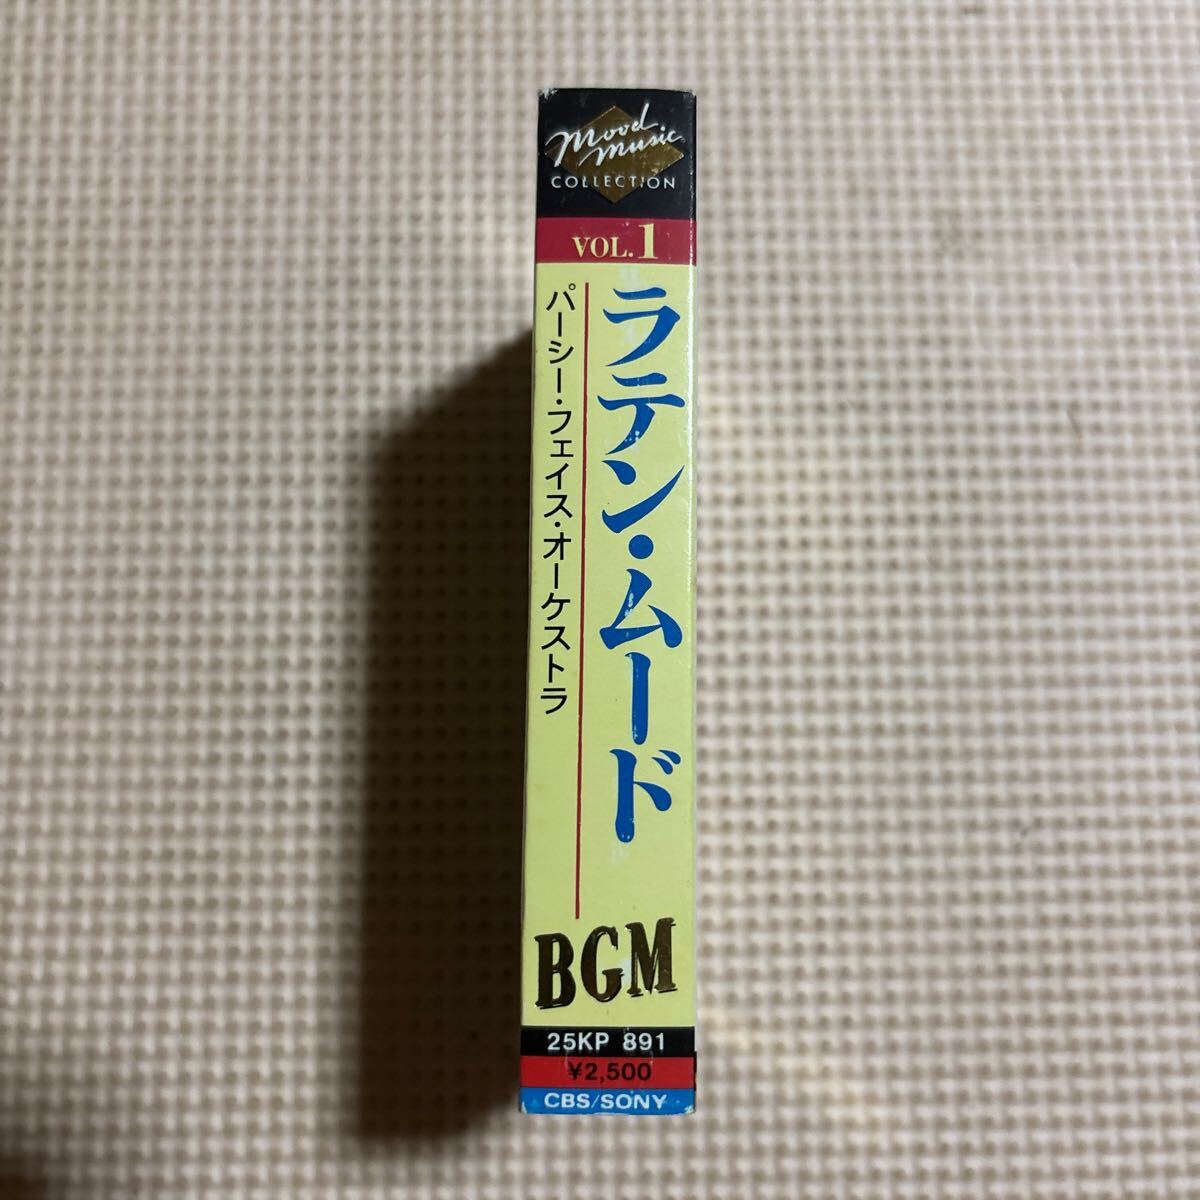 mood
music
COLLECTION
VOL.1
ラテン・ムード
パーシー・フェイス・オーケストラ
BGM
25KP 891
¥2,500
CBS/SONY